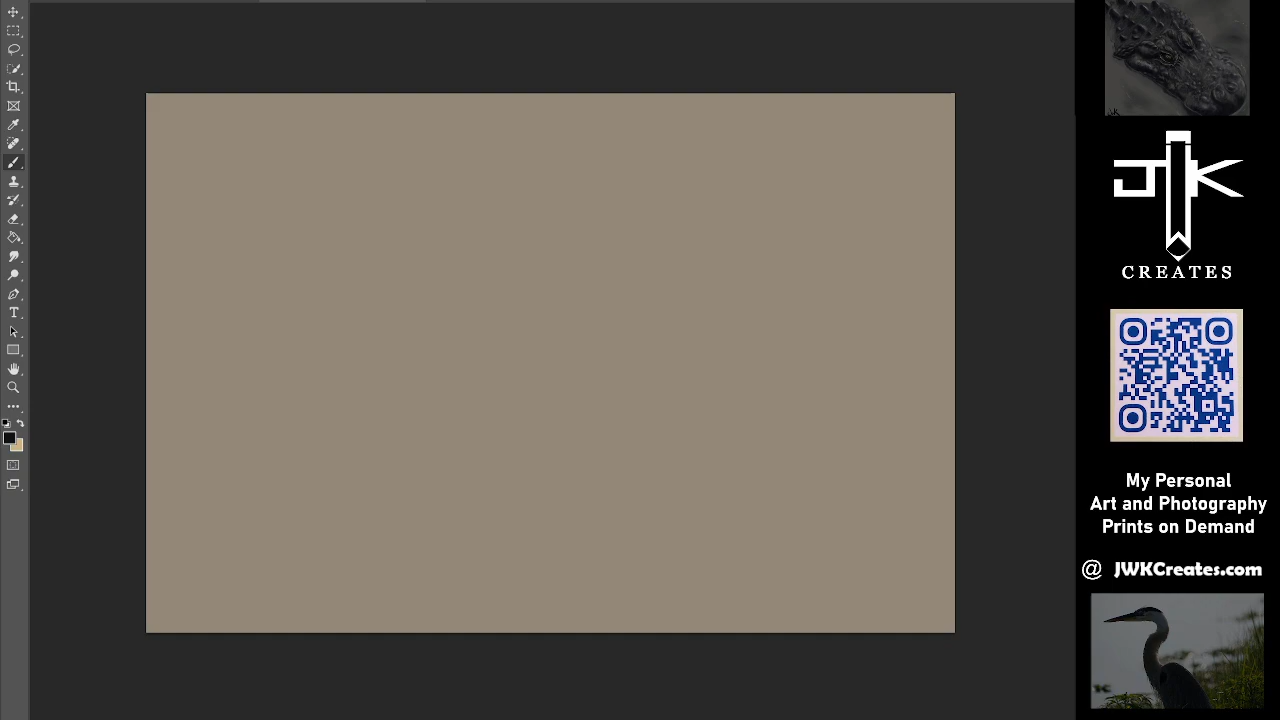 JK
CREATES
My Personal
Art and Photography
Prints on Demand
@ JWKCreates.com